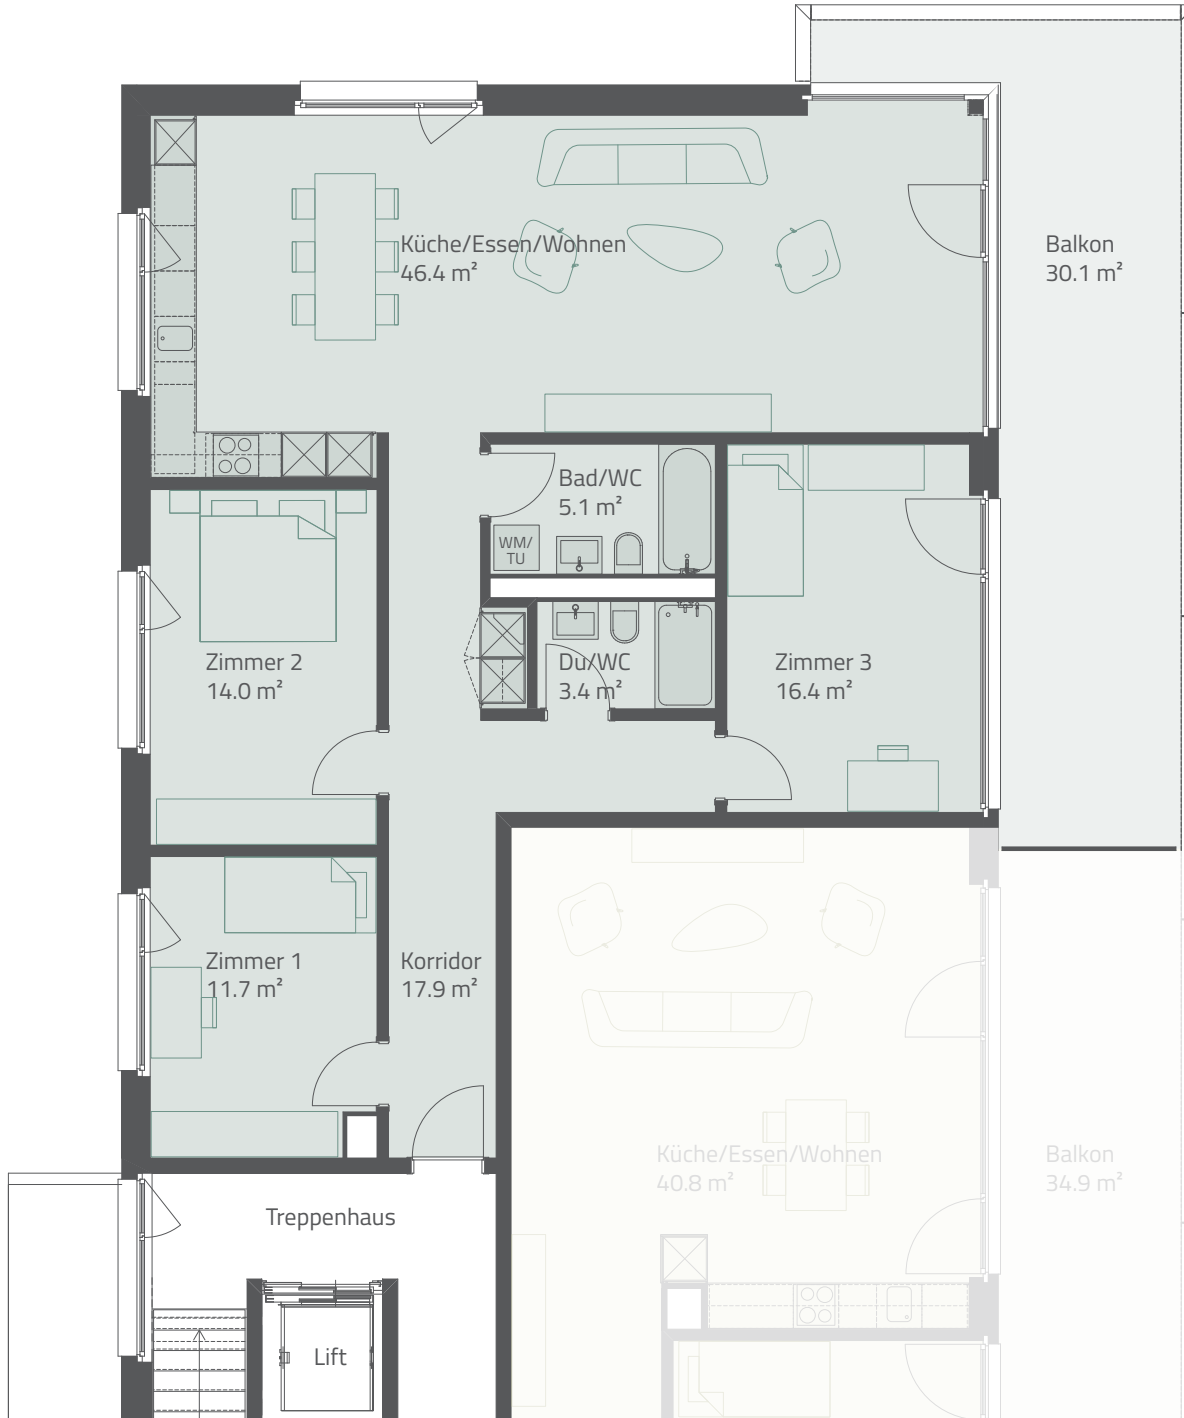 Küche/Essen/Wohnen
46.4 m²
Balkon
30.1 m²
Bad/WC
5.1 m²
WM/
TU
Zimmer 2
14.0 m²
Du/WC
3.4 m²
Zimmer 3
16.4 m²
Zimmer 1
11.7 m²
Korridor
17.9 m²
Küche/Essen/Wohnen
40.8 m²
Balkon
34.9 m²
Treppenhaus
Lift